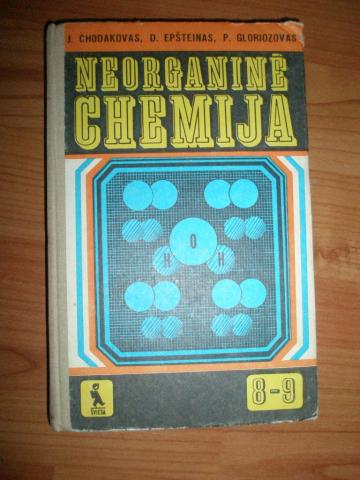 J. CHODAKOVAS, D. EPŠTEINAS, P. GLORIOZOVAS
NEORGANINĖ
CHEMIJA
O
H H
ŠVIESA
8-9